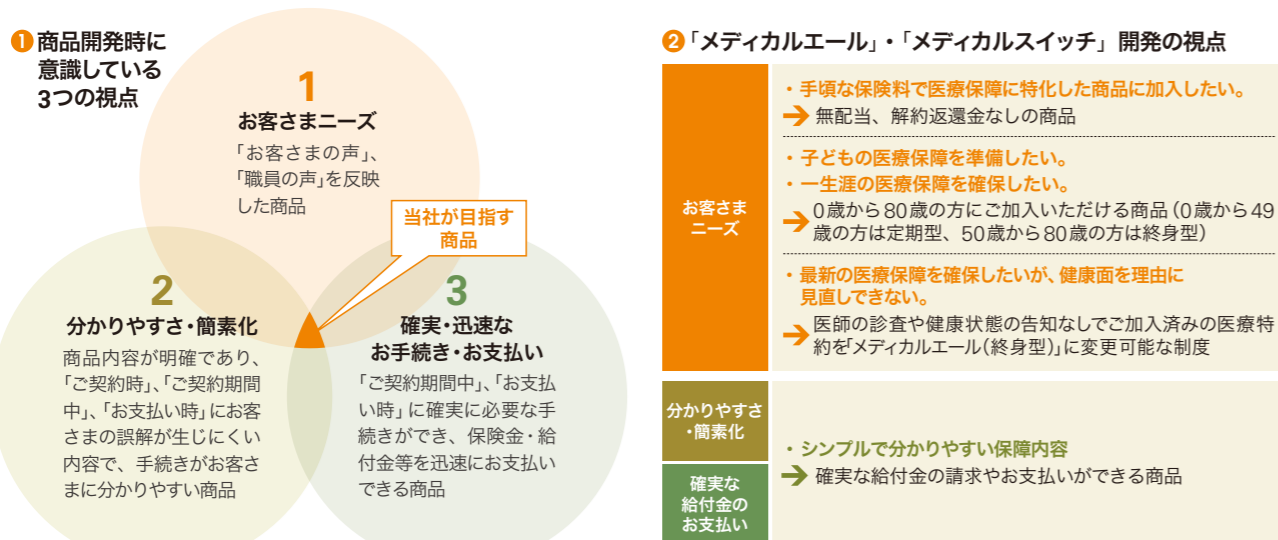 ❶商品開発時に
意識している
3つの視点
1
お客さまニーズ
「お客さまの声」、
「職員の声」を反映
した商品
当社が目指す
商品
2
分かりやすさ・簡素化
商品内容が明確であり、
「ご契約時」、「ご契約期間
中」、「お支払い時」にお客
さまの誤解が生じにくい
内容で、手続きがお客さ
まに分かりやすい商品
3
確実・迅速な
お手続き・お支払い
「ご契約期間中」、「お支払
い時」に確実に必要な手
続きができ、保険金・給
付金等を迅速にお支払い
できる商品
❷「メディカルエール」・「メディカルスイッチ」開発の視点
お客さま
ニーズ
・手頃な保険料で医療保障に特化した商品に加入したい。
➔ 無配当、解約返還金なしの商品
・子どもの医療保障を準備したい。
・一生涯の医療保障を確保したい。
➔ 0歳から80歳の方にご加入いただける商品(0歳から49
歳の方は定期型、50歳から80歳の方は終身型)
・最新の医療保障を確保したいが、健康面を理由に
見直しできない。
➔ 医師の診査や健康状態の告知なしでご加入済みの医療特
約を「メディカルエール(終身型)」に変更可能な制度
分かりやすさ
・簡素化
確実な
給付金の
お支払い
・シンプルで分かりやすい保障内容
➔ 確実な給付金の請求やお支払いができる商品